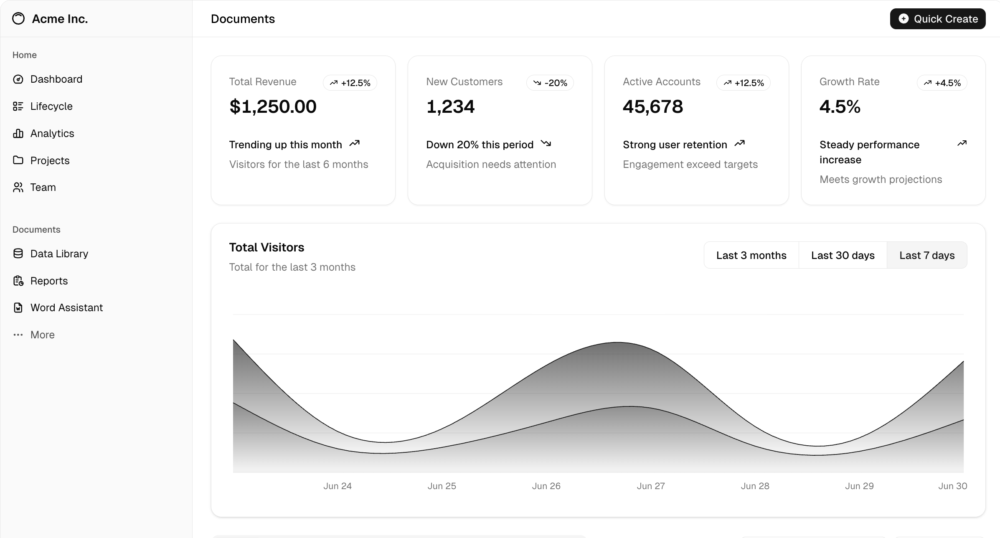 Acme Inc.
Documents
Quick Create
Home
Dashboard
Lifecycle
Analytics
Projects
Team
Documents
Data Library
Reports
Word Assistant
More
Total Revenue
+12.5%
$1,250.00
Trending up this month
Visitors for the last 6 months
New Customers
-20%
1,234
Down 20% this period
Acquisition needs attention
Active Accounts
+12.5%
45,678
Strong user retention
Engagement exceed targets
Growth Rate
+4.5%
4.5%
Steady performance
increase
Meets growth projections
Total Visitors
Total for the last 3 months
Last 3 months
Last 30 days
Last 7 days
Jun 24
Jun 25
Jun 26
Jun 27
Jun 28
Jun 29
Jun 30